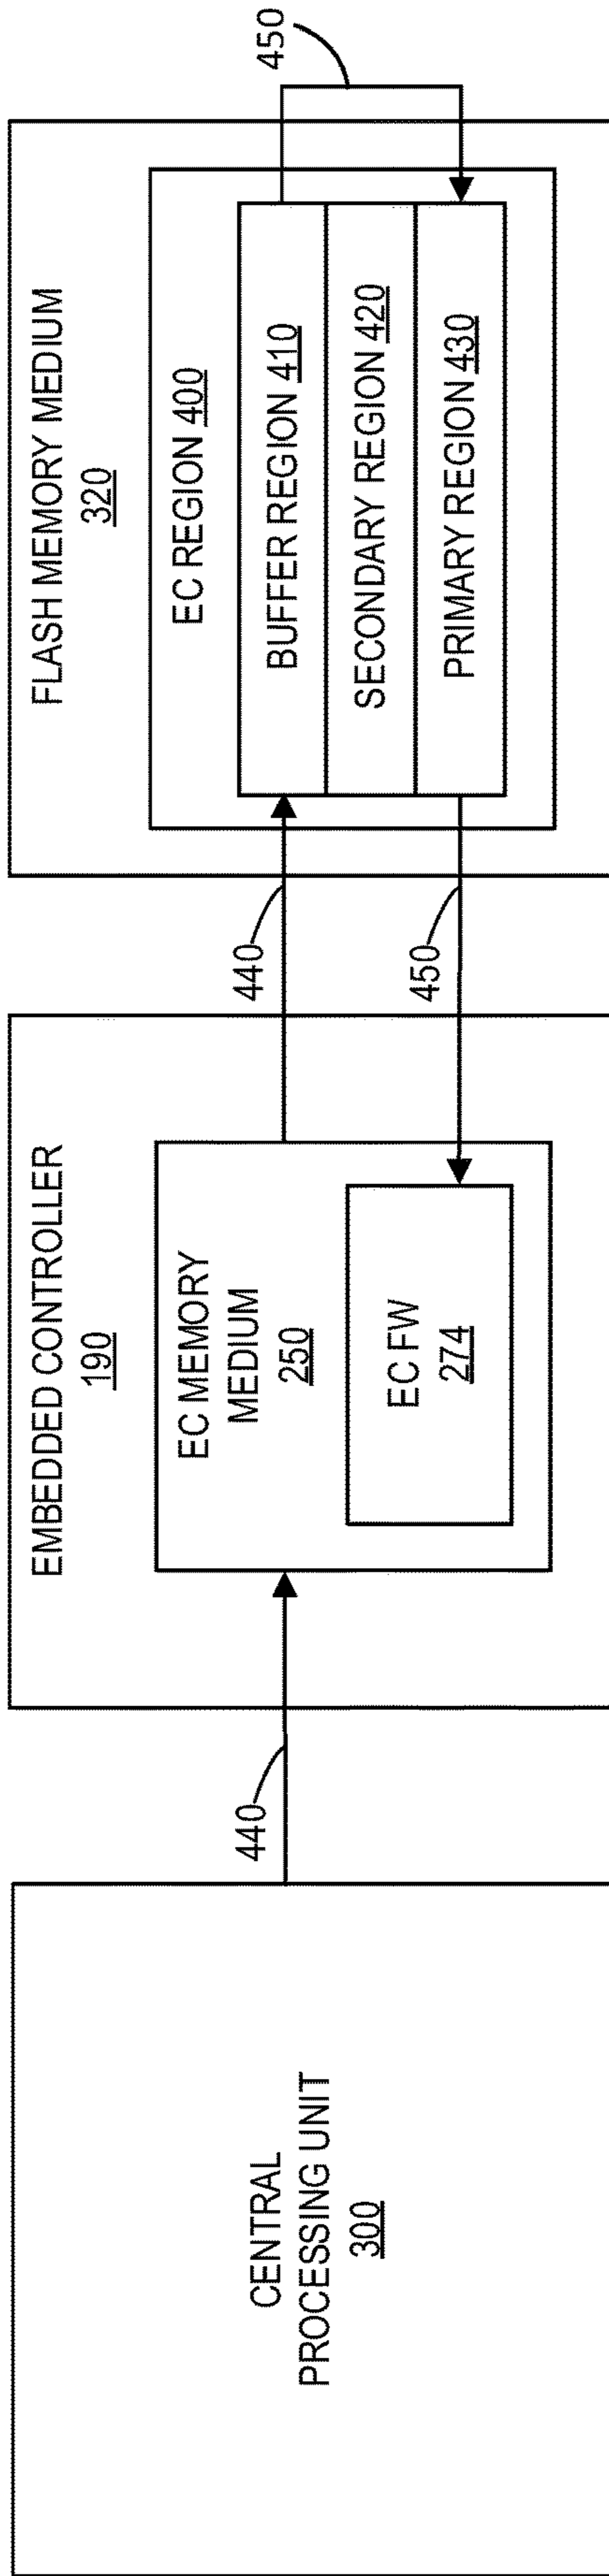 CENTRAL
PROCESSING UNIT
300
440
EMBEDDED CONTROLLER
190
EC MEMORY
MEDIUM
250
EC FW
274
440
450
FLASH MEMORY MEDIUM
320
EC REGION 400
BUFFER REGION 410
SECONDARY REGION 420
PRIMARY REGION 430
450